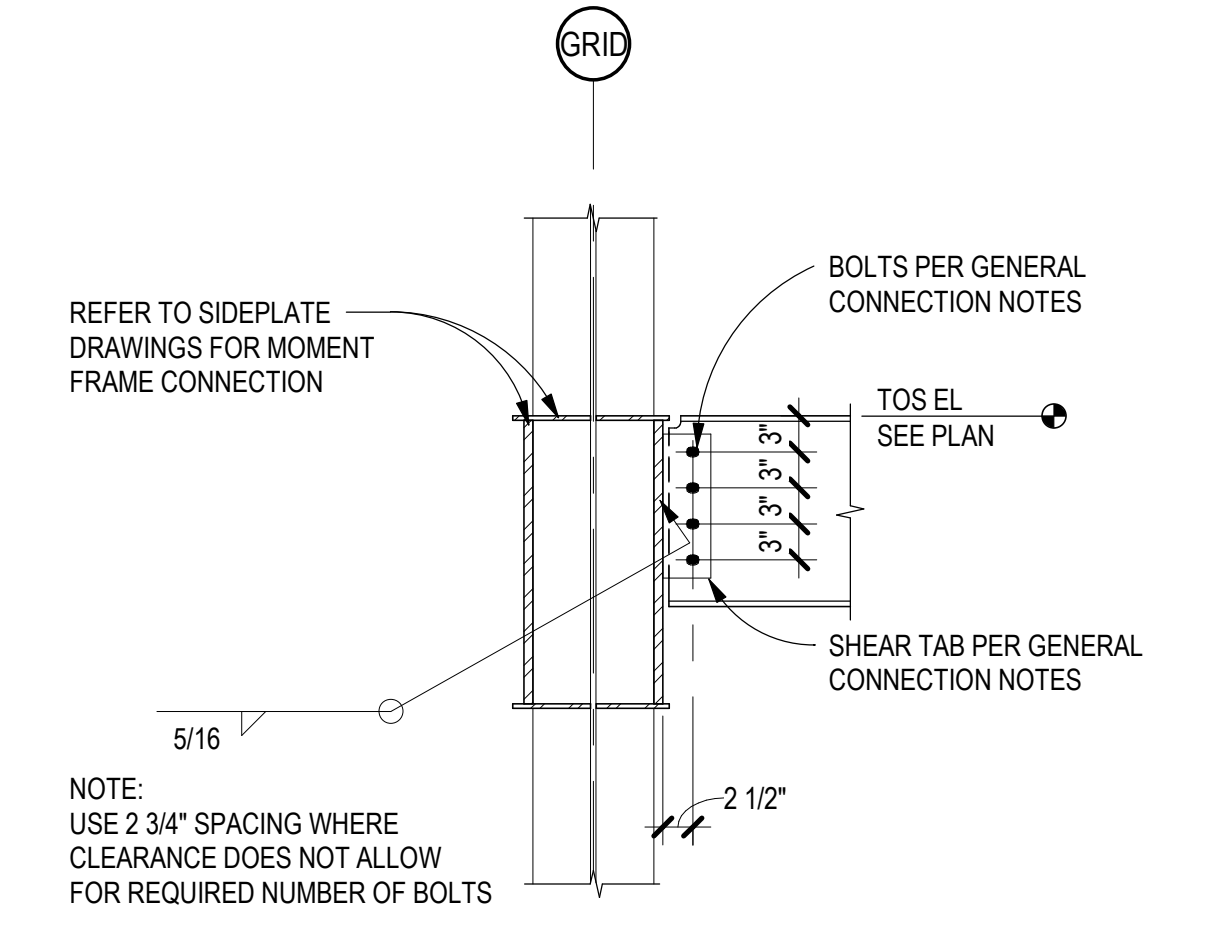 GRID
BOLTS PER GENERAL
CONNECTION NOTES
REFER TO SIDEPLATE
DRAWINGS FOR MOMENT
FRAME CONNECTION
TOS EL
SEE PLAN
3"
3"
3"
3"
SHEAR TAB PER GENERAL
CONNECTION NOTES
5/16
2 1/2"
NOTE:
USE 2 3/4" SPACING WHERE
CLEARANCE DOES NOT ALLOW
FOR REQUIRED NUMBER OF BOLTS